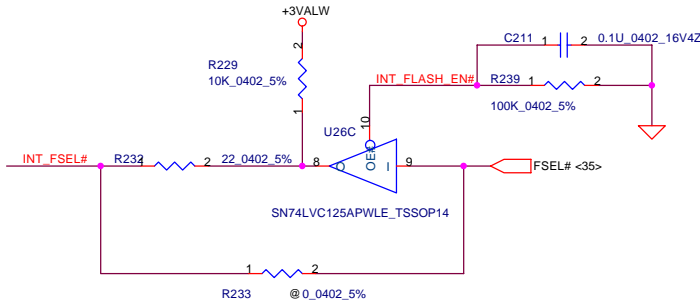 +3VALW
2
R229
10K_0402_5%
1
C211
1
2
0.1U_0402_16V4Z
INT_FLASH_EN#
R239
1
2
100K_0402_5%
10
U26C
OE#
INT_FSEL#
R232
1
2
22_0402_5%
8
O
I
9
FSEL# <35>
SN74LVC125APWLE_TSSOP14
1
2
R233
@ 0_0402_5%